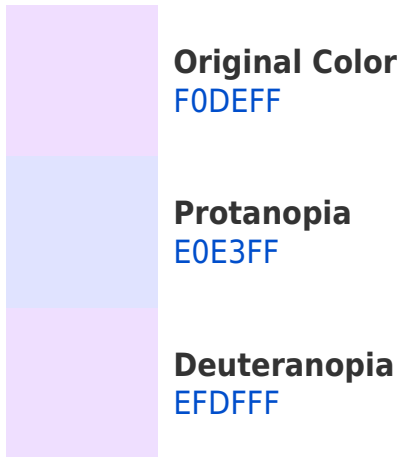 Original Color
F0DEFF
Protanopia
E0E3FF
Deuteranopia
EFDFFF